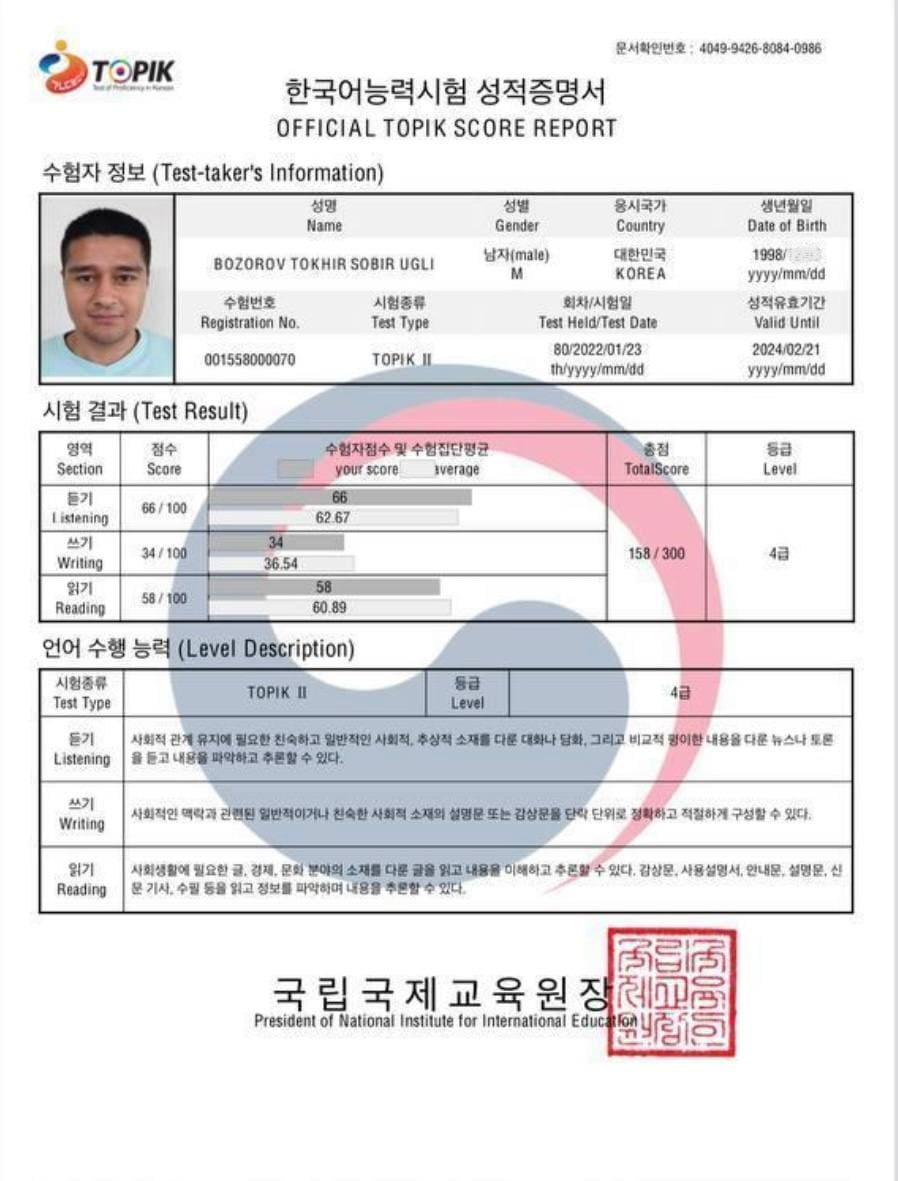 문서확인번호 : 4049-9426-8084-0986
TOPIK
Test of Proficiency in Korean
한국어능력시험 성적증명서
OFFICIAL TOPIK SCORE REPORT
수험자 정보 (Test-taker's Information)
성명 성별 응시국가 생년월일
Name Gender Country Date of Birth
BOZOROV TOKHIR SOBIR UGLI 남자(male) 대한민국 1998/
M KOREA yyyy/mm/dd
수험번호 시험종류 회차/시험일 성적유효기간
Registration No. Test Type Test Held/Test Date Valid Until
001558000070 TOPIK II 80/2022/01/23 2024/02/21
th/yyyy/mm/dd yyyy/mm/dd
시험 결과 (Test Result)
영역 점수 수험자점수 및 수험집단평균 총점 등급
Section Score your score average TotalScore Level
듣기 66 / 100 66
Listening 62.67
쓰기 34 / 100 34 158 / 300 4급
Writing 36.54
읽기 58 / 100 58
Reading 60.89
언어 수행 능력 (Level Description)
시험종류 TOPIK II 등급 4급
Test Type Level
듣기 사회적 관계 유지에 필요한 친숙하고 일반적인 사회적, 추상적 소재를 다룬 대화나 담화, 그리고 비교적 평이한 내용을 다룬 뉴스나 토론
Listening 을 듣고 내용을 파악하고 추론할 수 있다.
쓰기 사회적인 맥락과 관련된 일반적이거나 친숙한 사회적 소재의 설명문 또는 감상문을 단락 단위로 정확하고 적절하게 구성할 수 있다.
Writing
읽기 사회생활에 필요한 글, 경제, 문화 분야의 소재를 다룬 글을 읽고 내용을 이해하고 추론할 수 있다. 감상문, 사용설명서, 안내문, 설명문, 신
Reading 문 기사, 수필 등을 읽고 정보를 파악하며 내용을 추론할 수 있다.
국립국제교육원장
President of National Institute for International Education